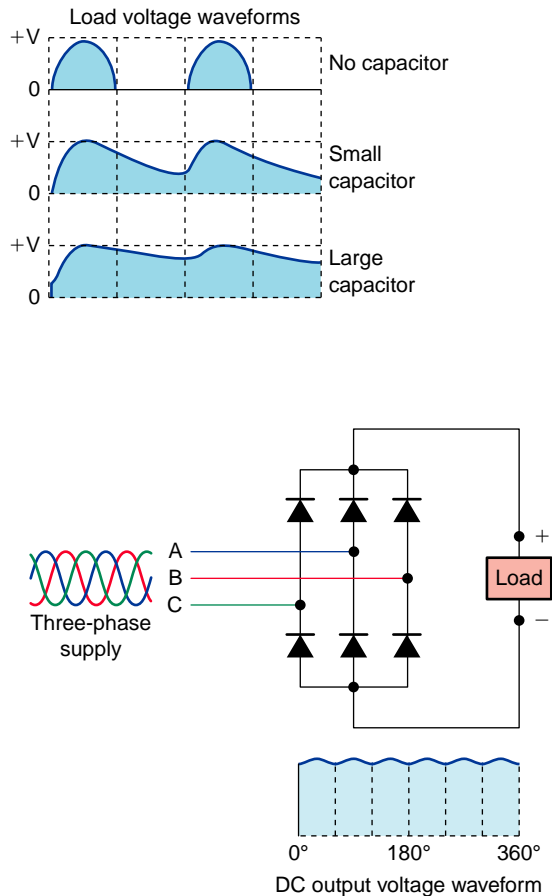 Load voltage waveforms
+V
No capacitor
0
+V
Small
capacitor
0
+V
Large
capacitor
0
A
B
C
Three-phase
supply
+
Load
−
0° 180° 360°
DC output voltage waveform